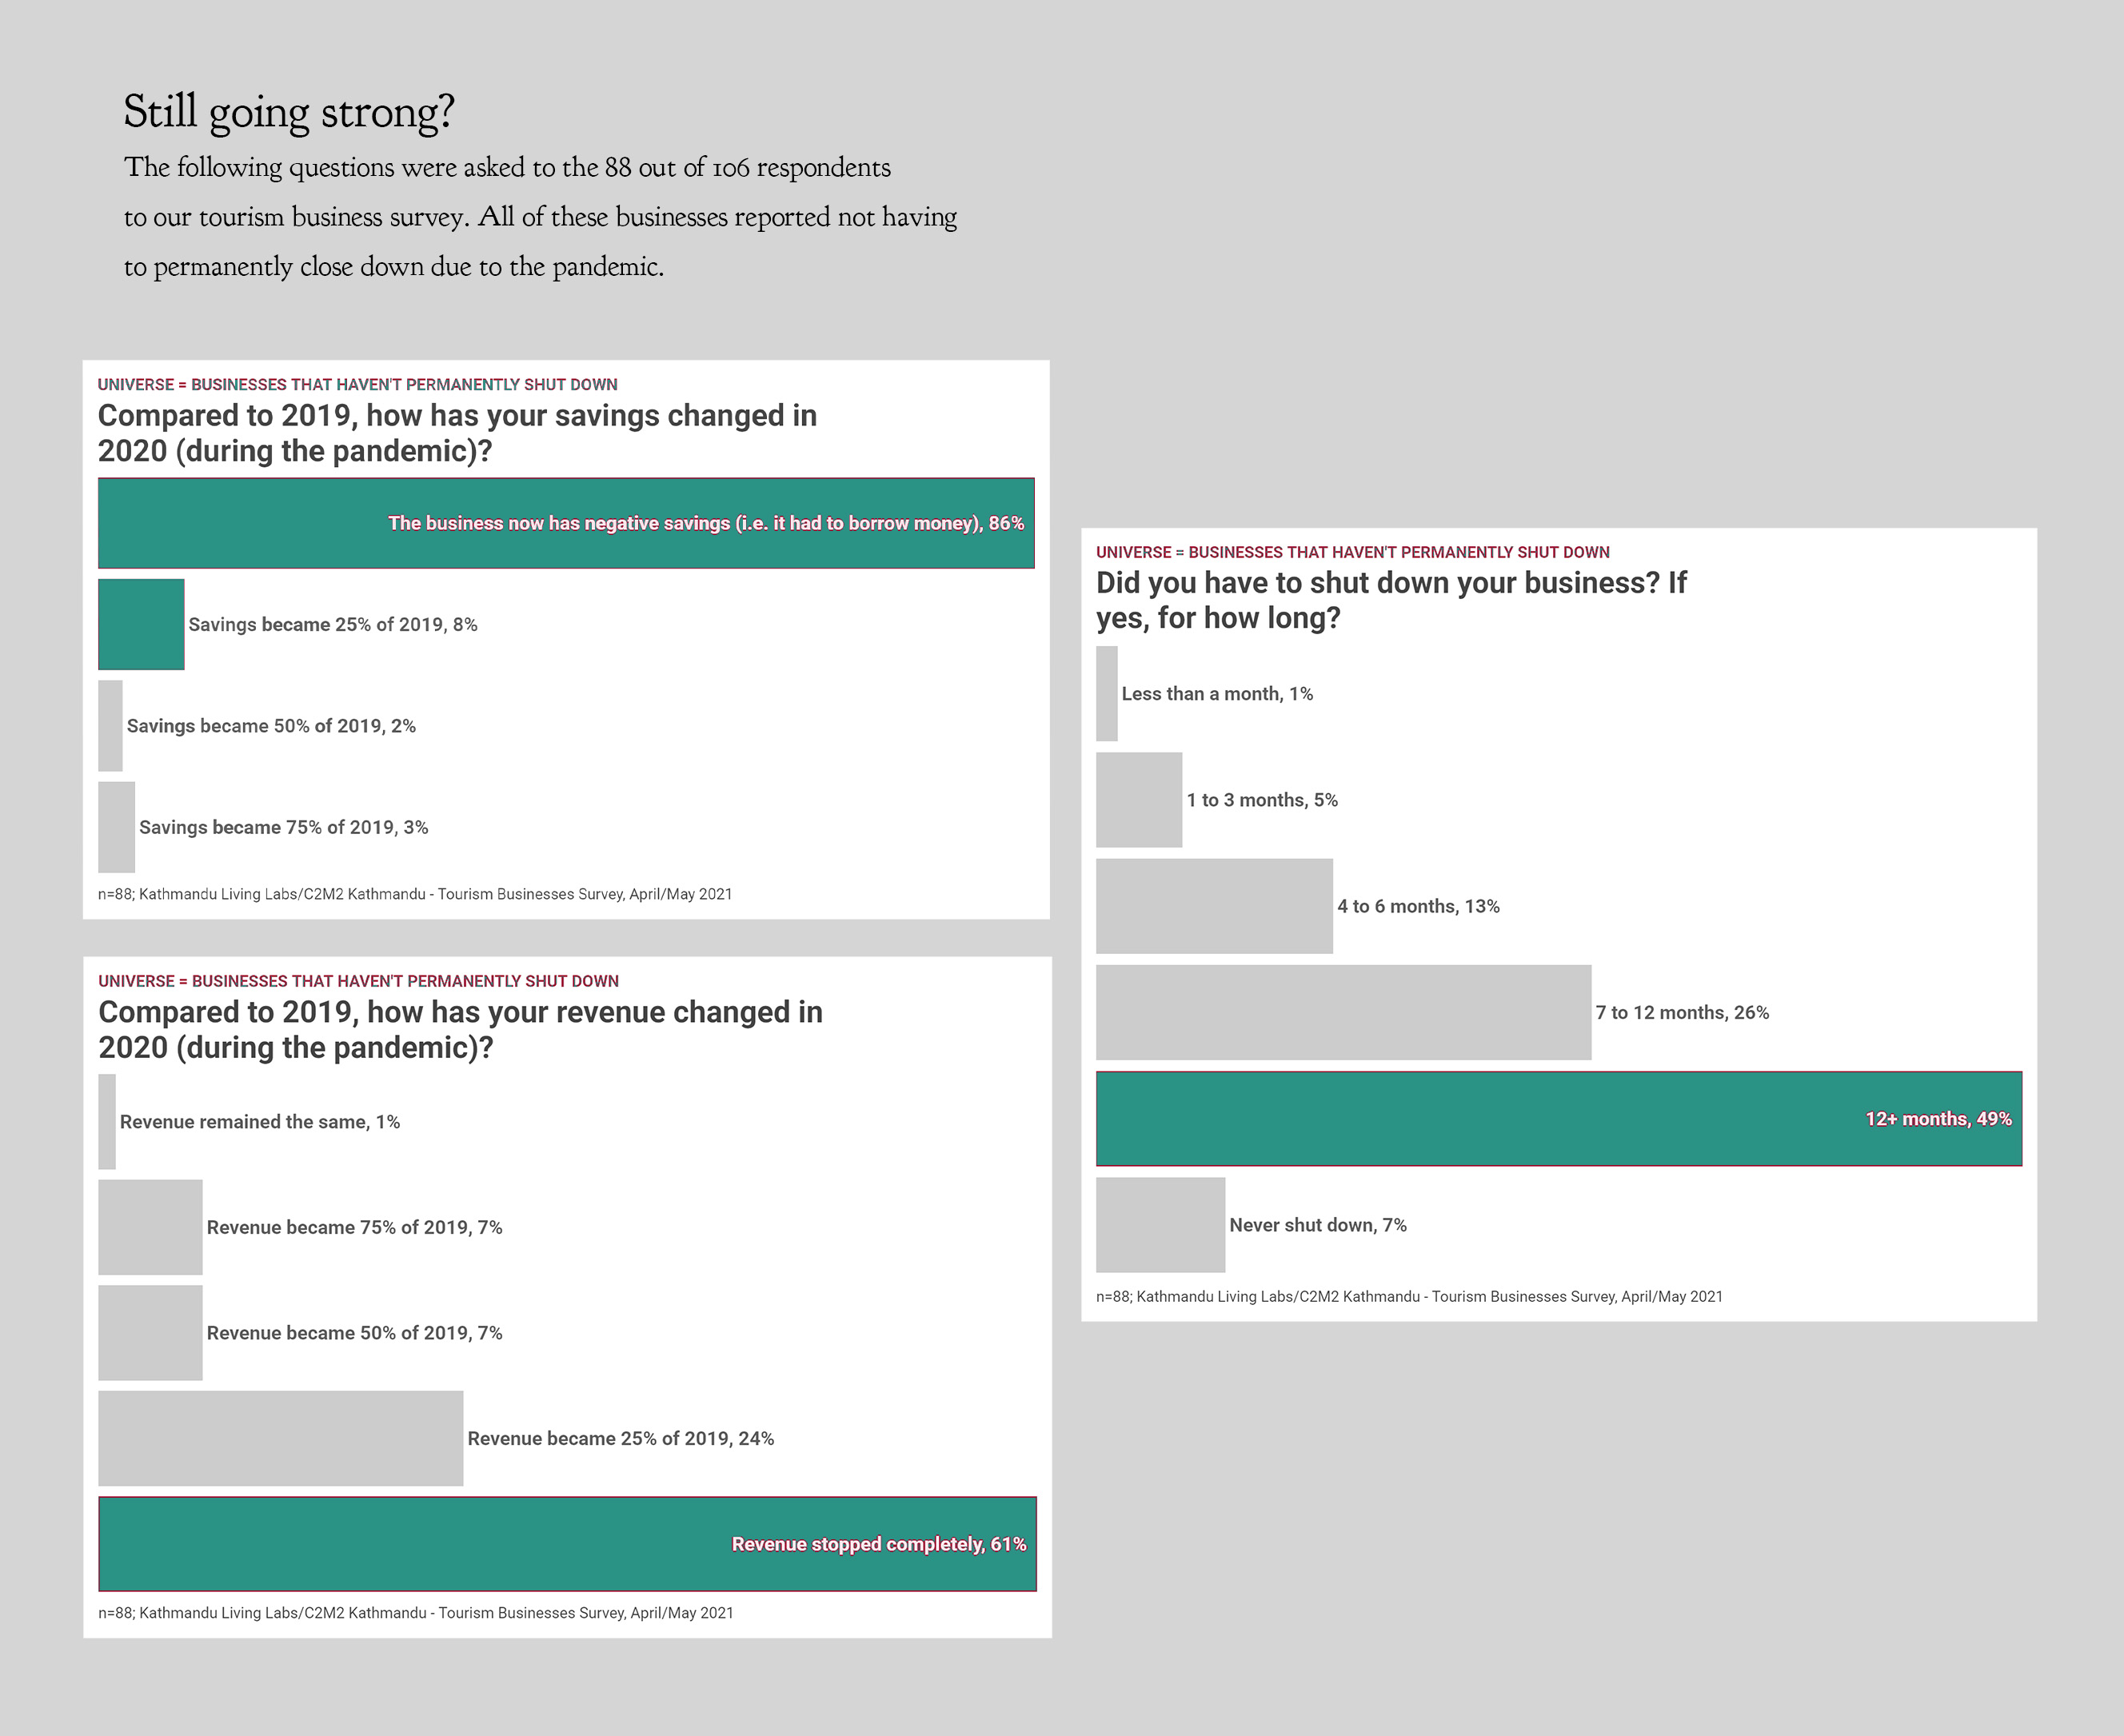 Still going strong?
The following questions were asked to the 88 out of 106 respondents
to our tourism business survey. All of these businesses reported not having
to permanently close down due to the pandemic.
UNIVERSE = BUSINESSES THAT HAVEN'T PERMANENTLY SHUT DOWN
Compared to 2019, how has your savings changed in
2020 (during the pandemic)?
The business now has negative savings (i.e. it had to borrow money), 86%
Savings became 25% of 2019, 8%
Savings became 50% of 2019, 2%
Savings became 75% of 2019, 3%
n=88; Kathmandu Living Labs/C2M2 Kathmandu - Tourism Businesses Survey, April/May 2021
UNIVERSE = BUSINESSES THAT HAVEN'T PERMANENTLY SHUT DOWN
Compared to 2019, how has your revenue changed in
2020 (during the pandemic)?
Revenue remained the same, 1%
Revenue became 75% of 2019, 7%
Revenue became 50% of 2019, 7%
Revenue became 25% of 2019, 24%
Revenue stopped completely, 61%
n=88; Kathmandu Living Labs/C2M2 Kathmandu - Tourism Businesses Survey, April/May 2021
UNIVERSE = BUSINESSES THAT HAVEN'T PERMANENTLY SHUT DOWN
Did you have to shut down your business? If
yes, for how long?
Less than a month, 1%
1 to 3 months, 5%
4 to 6 months, 13%
7 to 12 months, 26%
12+ months, 49%
Never shut down, 7%
n=88; Kathmandu Living Labs/C2M2 Kathmandu - Tourism Businesses Survey, April/May 2021